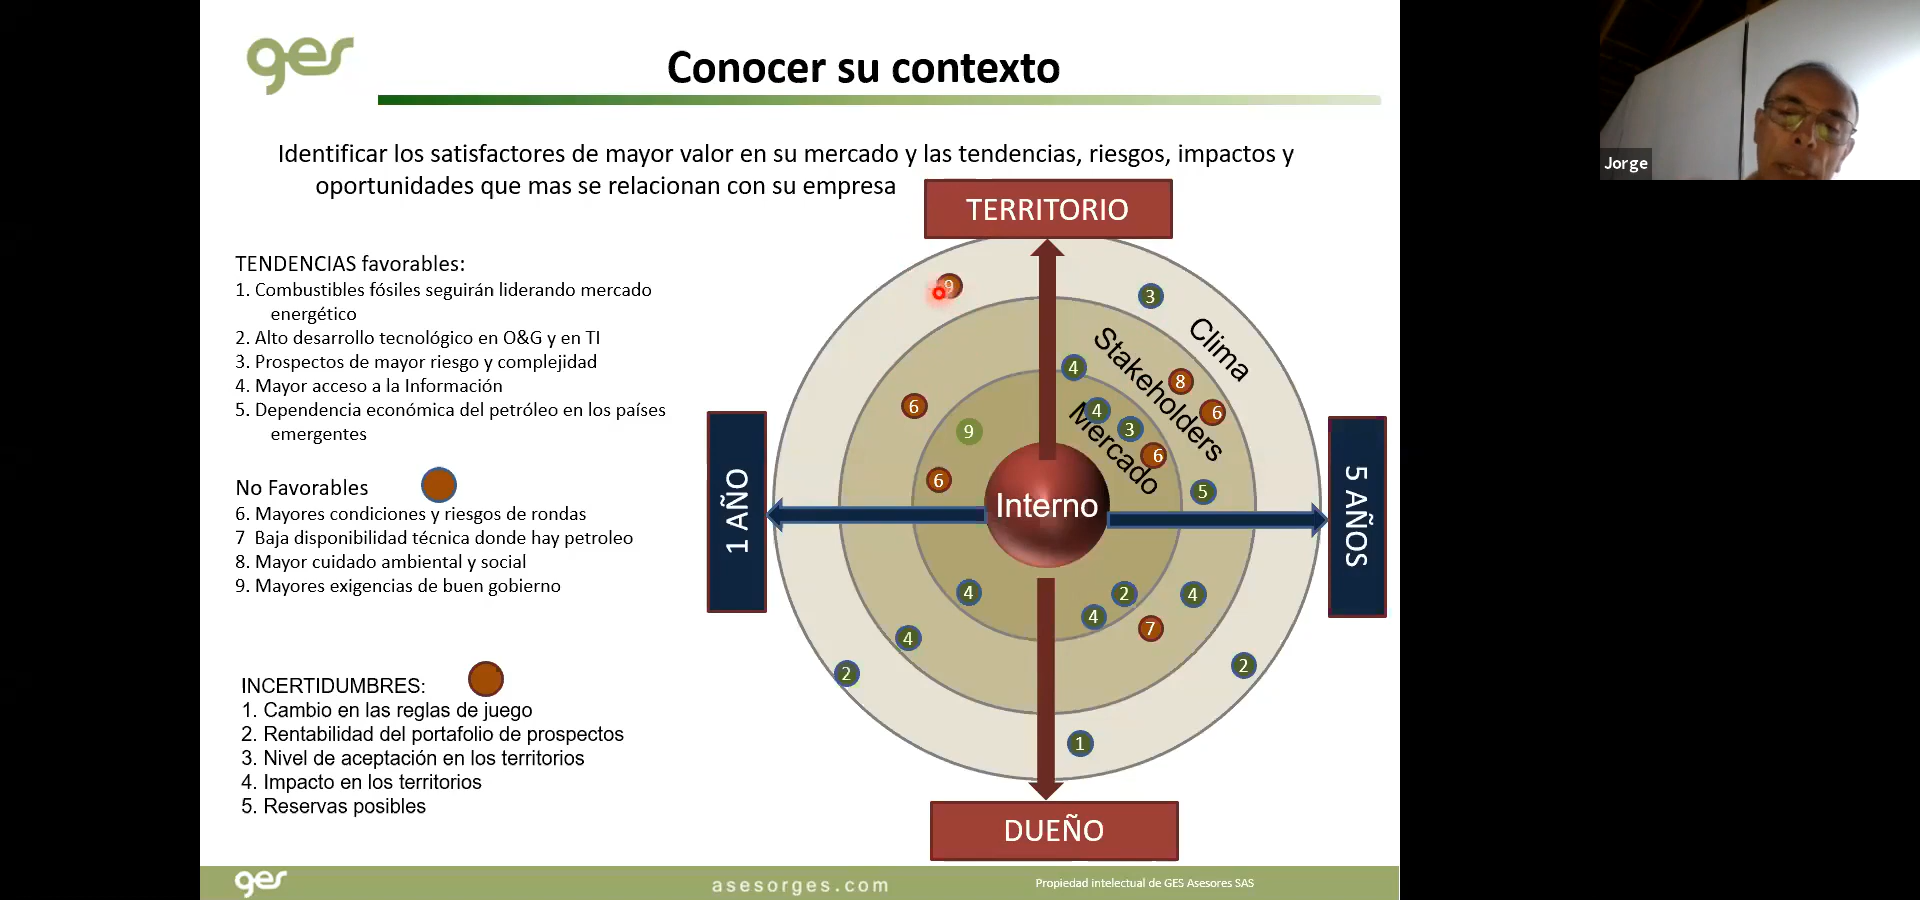 ges
Conocer su contexto
Identificar los satisfactores de mayor valor en su mercado y las tendencias, riesgos, impactos y
oportunidades que mas se relacionan con su empresa
Jorge
TENDENCIAS favorables:
1. Combustibles fósiles seguirán liderando mercado
energético
2. Alto desarrollo tecnológico en O&G y en TI
3. Prospectos de mayor riesgo y complejidad
4. Mayor acceso a la Información
5. Dependencia económica del petróleo en los países
emergentes
No Favorables
6. Mayores condiciones y riesgos de rondas
7 Baja disponibilidad técnica donde hay petroleo
8. Mayor cuidado ambiental y social
9. Mayores exigencias de buen gobierno
INCERTIDUMBRES:
1. Cambio en las reglas de juego
2. Rentabilidad del portafolio de prospectos
3. Nivel de aceptación en los territorios
4. Impacto en los territorios
5. Reservas posibles
TERRITORIO
9
3
Clima
Stakeholders
4
8
6
4
6
Mercado
3
9
6
6
5
1 AÑO
Interno
5 AÑOS
4
2
4
4
7
4
2
2
1
DUEÑO
ges
asesorges.com
Propiedad intelectual de GES Asesores SAS